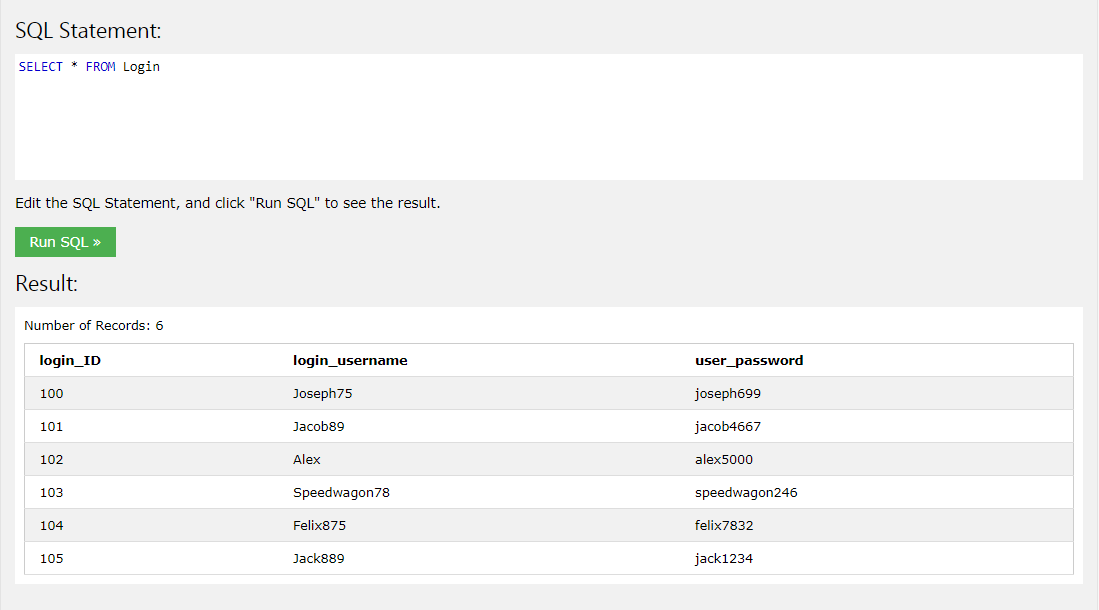 SQL Statement:
SELECT * FROM Login
Edit the SQL Statement, and click "Run SQL" to see the result.
Run SQL »
Result:
Number of Records: 6
login_ID login_username user_password
100 Joseph75 joseph699
101 Jacob89 jacob4667
102 Alex alex5000
103 Speedwagon78 speedwagon246
104 Felix875 felix7832
105 Jack889 jack1234